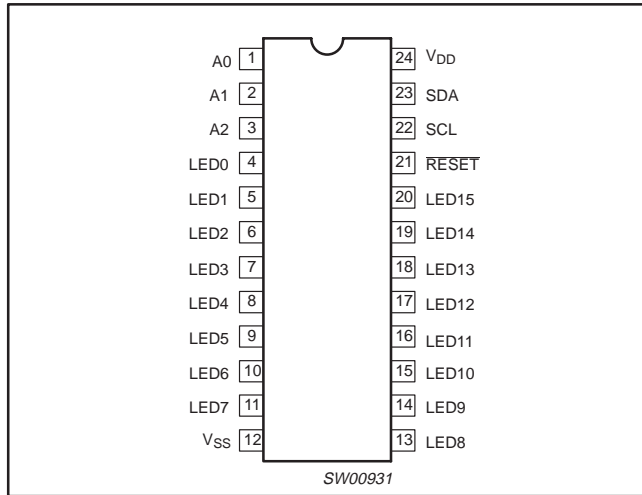 A0 1 24 VDD
A1 2 23 SDA
A2 3 22 SCL
LED0 4 21 RESET
LED1 5 20 LED15
LED2 6 19 LED14
LED3 7 18 LED13
LED4 8 17 LED12
LED5 9 16 LED11
LED6 10 15 LED10
LED7 11 14 LED9
VSS 12 13 LED8
SW00931